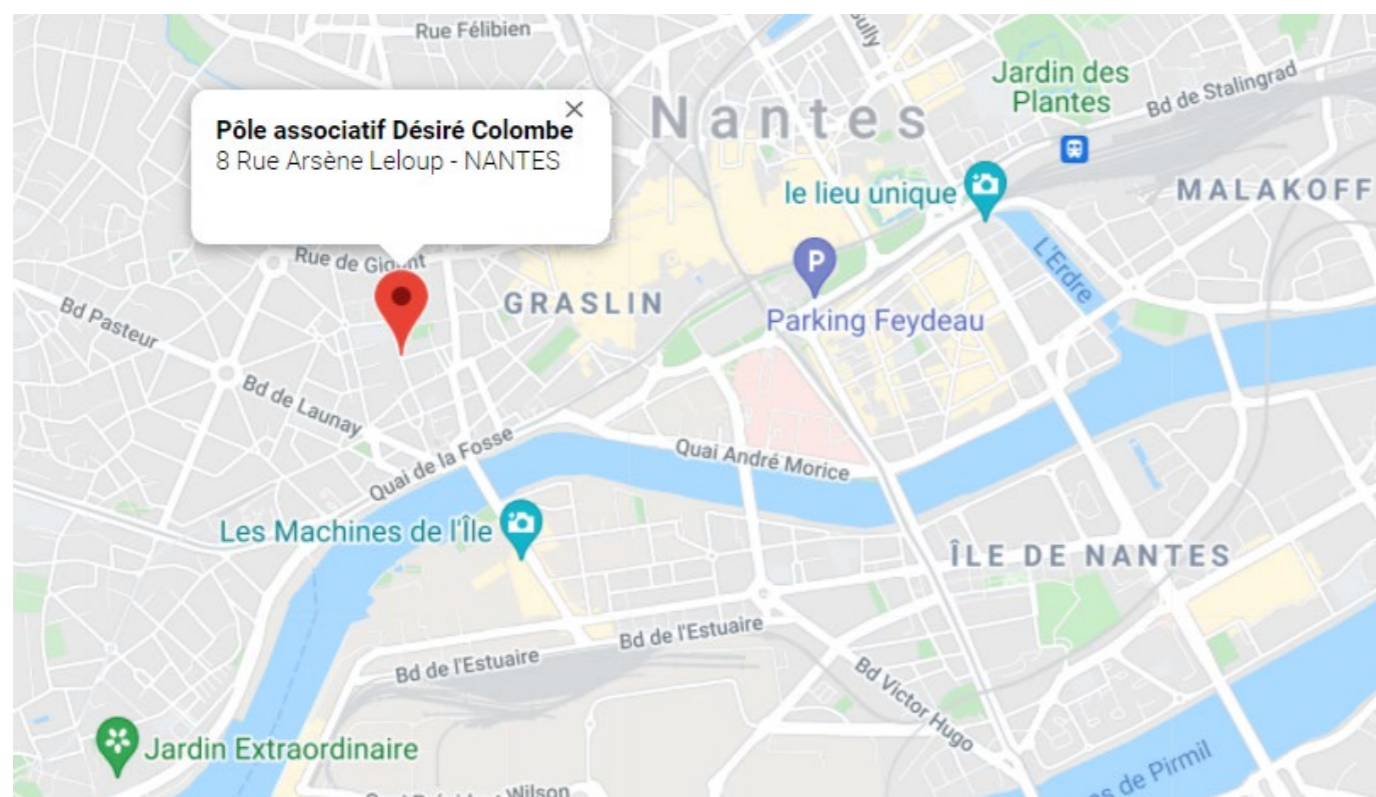 Rue Félibien
Jardin des
Plantes
Bd de Stalingrad
Nantes
Pôle associatif Désiré Colombe
8 Rue Arsène Leloup - NANTES
le lieu unique
MALAKOFF
Rue de Gigant
L'Erdre
P
GRASLIN
Parking Feydeau
Bd Pasteur
Bd de Launay
Quai de la Fosse
Quai André Morice
Les Machines de l'Île
ÎLE DE NANTES
Bd de l'Estuaire
Bd de l'Estuaire
Bd Victor Hugo
Jardin Extraordinaire
de Pirmil
Wilson